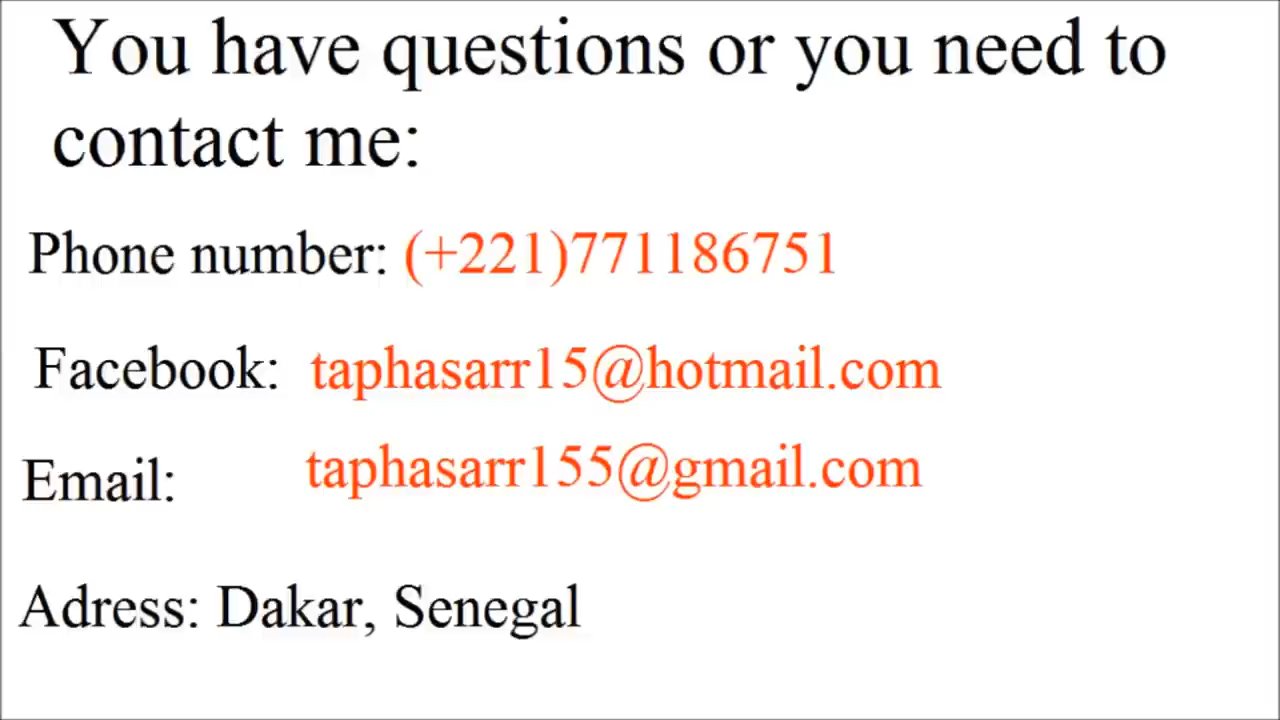 You have questions or you need to
contact me:
Phone number: (+221)771186751
Facebook: taphasarr15@hotmail.com
Email: taphasarr155@gmail.com
Adress: Dakar, Senegal